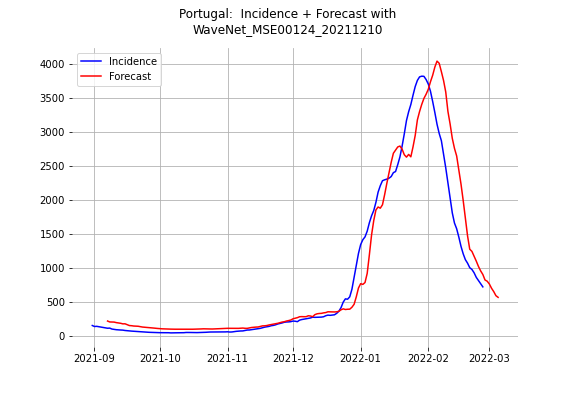 Portugal:  Incidence + Forecast with
WaveNet_MSE00124_20211210
Incidence
Forecast
4000
3500
3000
2500
2000
1500
1000
500
0
2021-09 2021-10 2021-11 2021-12 2022-01 2022-02 2022-03